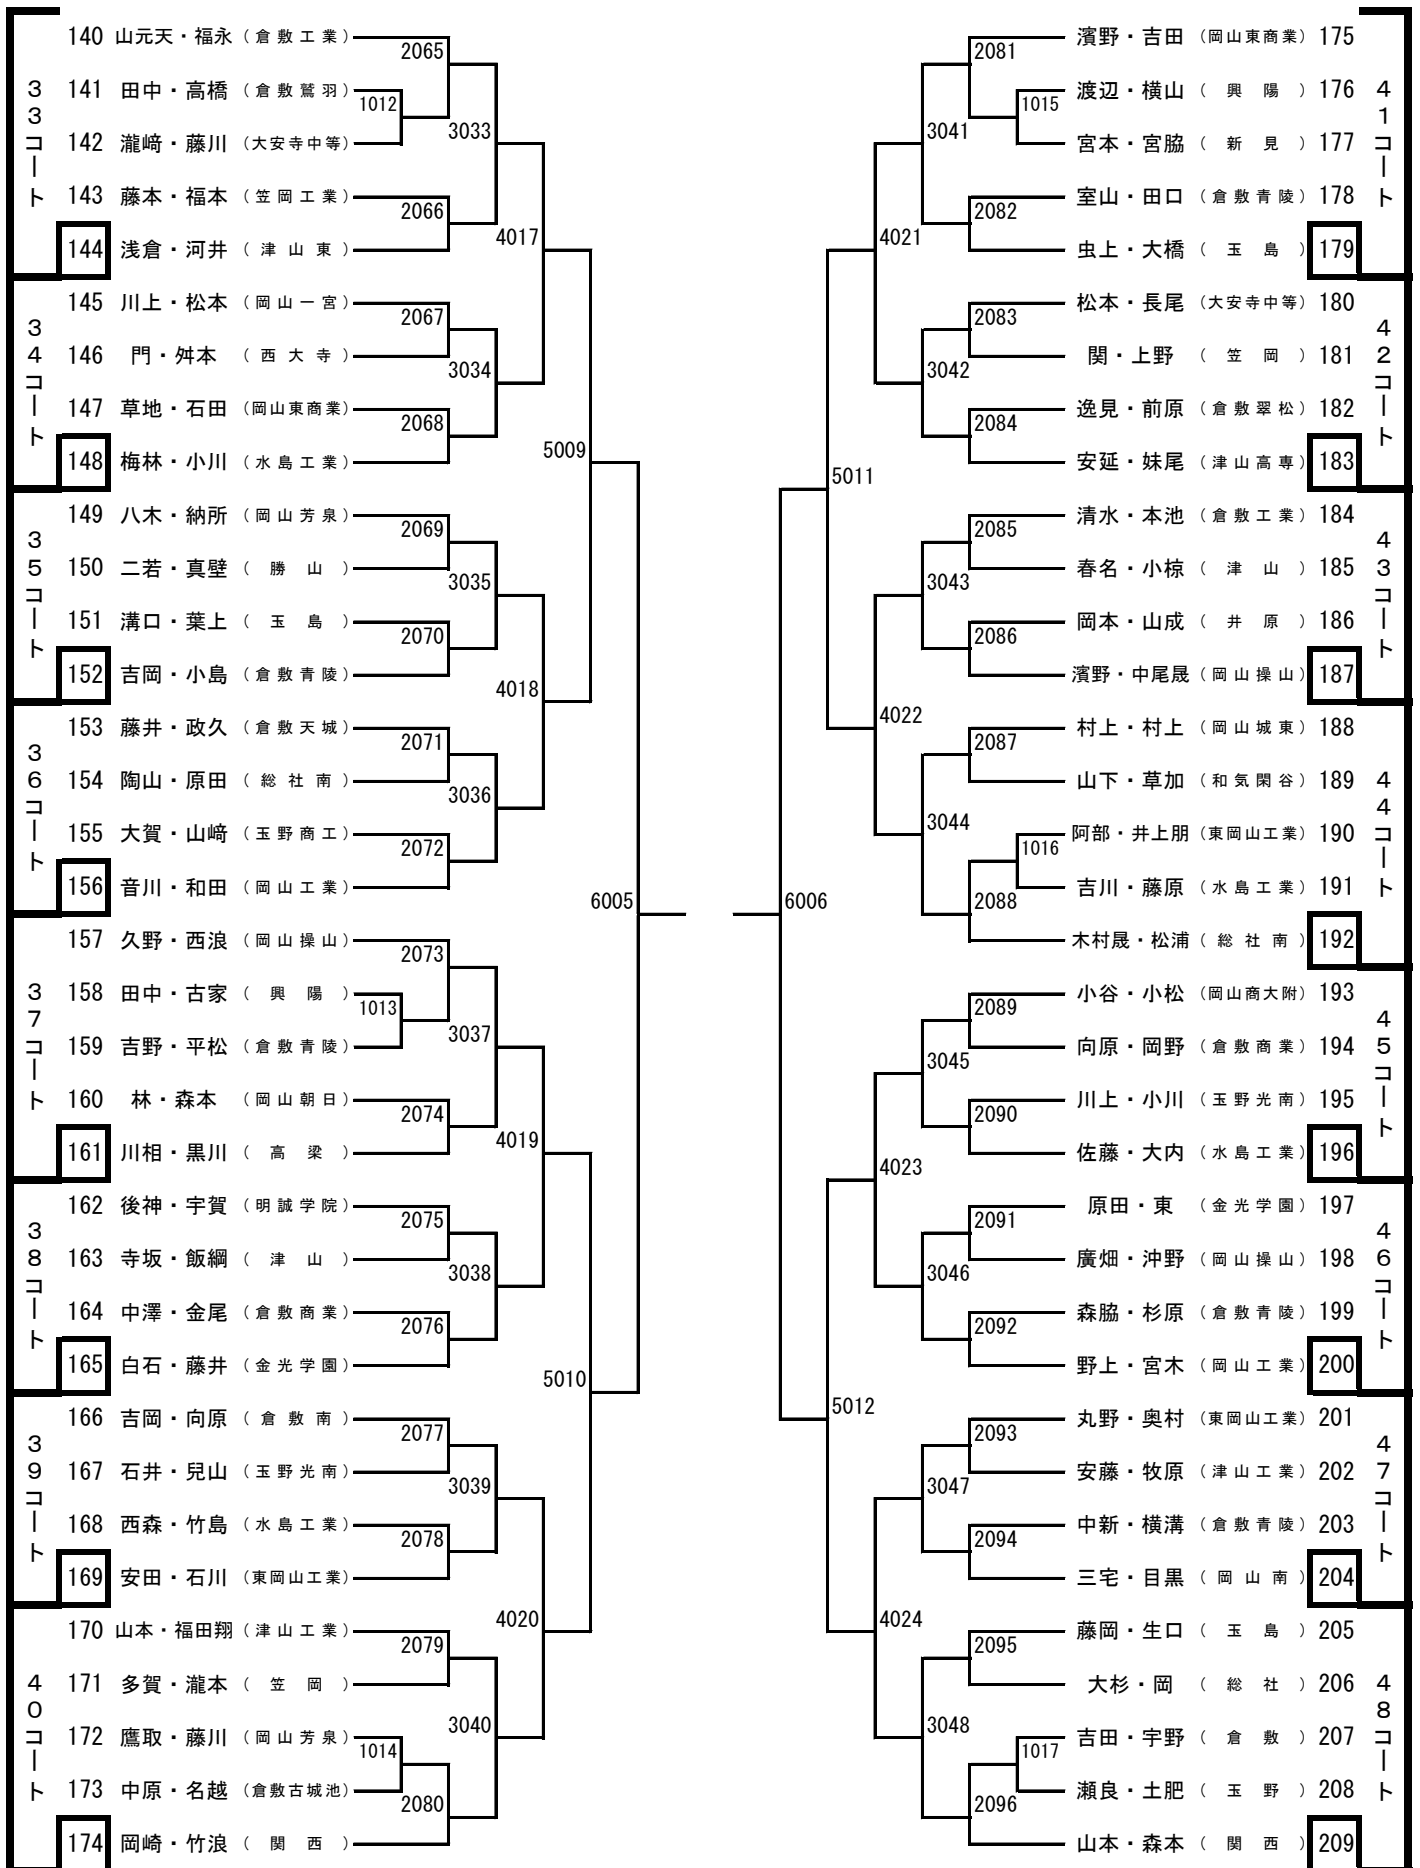 33コート
140 山元天・福永 (倉敷工業)
141 田中・高橋 (倉敷鷲羽)
142 瀧﨑・藤川 (大安寺中等)
143 藤本・福本 (笠岡工業)
144 浅倉・河井 (津山東)
34コート
145 川上・松本 (岡山一宮)
146 門・舛本 (西大寺)
147 草地・石田 (岡山東商業)
148 梅林・小川 (水島工業)
35コート
149 八木・納所 (岡山芳泉)
150 二若・真壁 (勝山)
151 溝口・葉上 (玉島)
152 吉岡・小島 (倉敷青陵)
36コート
153 藤井・政久 (倉敷天城)
154 陶山・原田 (総社南)
155 大賀・山﨑 (玉野商工)
156 音川・和田 (岡山工業)
37コート
157 久野・西浪 (岡山操山)
158 田中・古家 (興陽)
159 吉野・平松 (倉敷青陵)
160 林・森本 (岡山朝日)
161 川相・黒川 (高梁)
38コート
162 後神・宇賀 (明誠学院)
163 寺坂・飯綱 (津山)
164 中澤・金尾 (倉敷商業)
165 白石・藤井 (金光学園)
39コート
166 吉岡・向原 (倉敷南)
167 石井・兒山 (玉野光南)
168 西森・竹島 (水島工業)
169 安田・石川 (東岡山工業)
40コート
170 山本・福田翔 (津山工業)
171 多賀・瀧本 (笠岡)
172 鷹取・藤川 (岡山芳泉)
173 中原・名越 (倉敷古城池)
174 岡崎・竹浪 (関西)
1012
1013
1014
2065
2066
2067
2068
2069
2070
2071
2072
2073
2074
2075
2076
2077
2078
2079
2080
3033
3034
3035
3036
3037
3038
3039
3040
4017
4018
4019
4020
5009
5010
6005
6006
5011
5012
4021
4022
4023
4024
3041
3042
3043
3044
3045
3046
3047
3048
2081
2082
2083
2084
2085
2086
2087
2088
2089
2090
2091
2092
2093
2094
2095
2096
1015
1016
1017
41コート
濱野・吉田 (岡山東商業) 175
渡辺・横山 (興陽) 176
宮本・宮脇 (新見) 177
室山・田口 (倉敷青陵) 178
虫上・大橋 (玉島) 179
42コート
松本・長尾 (大安寺中等) 180
関・上野 (笠岡) 181
逸見・前原 (倉敷翠松) 182
安延・妹尾 (津山高専) 183
43コート
清水・本池 (倉敷工業) 184
春名・小椋 (津山) 185
岡本・山成 (井原) 186
濱野・中尾晟 (岡山操山) 187
44コート
村上・村上 (岡山城東) 188
山下・草加 (和気閑谷) 189
阿部・井上朋 (東岡山工業) 190
吉川・藤原 (水島工業) 191
木村晟・松浦 (総社南) 192
45コート
小谷・小松 (岡山商大附) 193
向原・岡野 (倉敷商業) 194
川上・小川 (玉野光南) 195
佐藤・大内 (水島工業) 196
46コート
原田・東 (金光学園) 197
廣畑・沖野 (岡山操山) 198
森脇・杉原 (倉敷青陵) 199
野上・宮木 (岡山工業) 200
47コート
丸野・奥村 (東岡山工業) 201
安藤・牧原 (津山工業) 202
中新・横溝 (倉敷青陵) 203
三宅・目黒 (岡山南) 204
48コート
藤岡・生口 (玉島) 205
大杉・岡 (総社) 206
吉田・宇野 (倉敷) 207
瀬良・土肥 (玉野) 208
山本・森本 (関西) 209